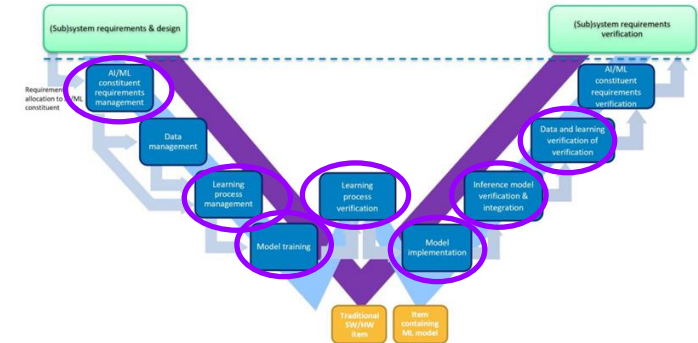 (Sub)system requirements & design
(Sub)system requirements
verification
AI/ML
constituent
requirements
management
AI/ML
constituent
requirements
verification
Requirements
allocation to AI/ML
constituent
Data
management
Data and learning
verification of
verification
Learning
process
management
Learning
process
verification
Inference model
verification &
integration
Model training
Model
implementation
Traditional
SW/HW
item
Item
containing
ML model